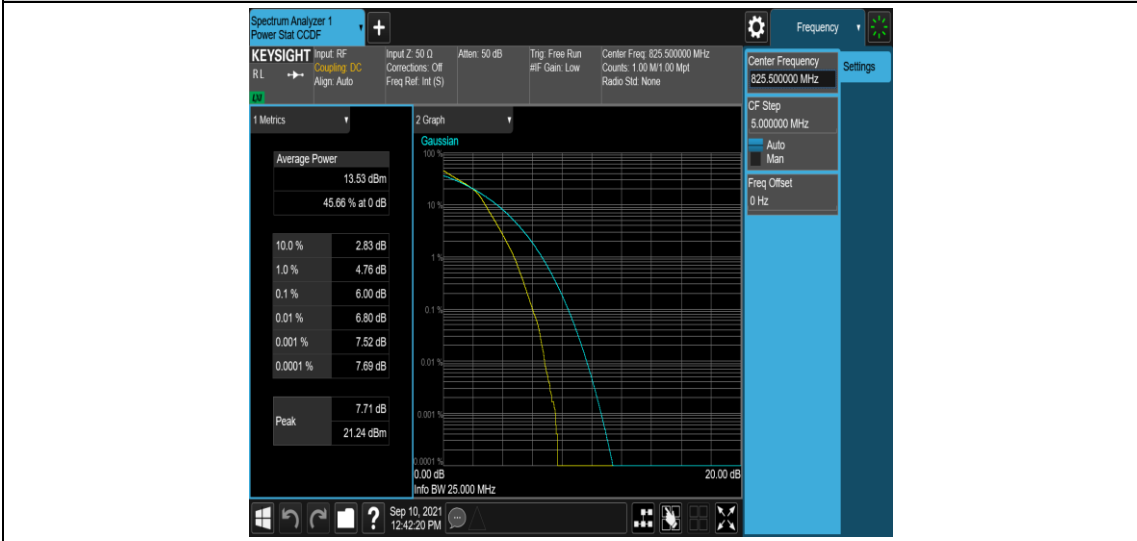 Spectrum Analyzer 1
Power Stat CCDF
+
Frequency
KEYSIGHT
Input: RF
Input Z: 50 Ω
Atten: 50 dB
Trig: Free Run
Center Freq: 825.500000 MHz
R L
Coupling: DC
Corrections: Off
#IF Gain: Low
Counts: 1.00 M/1.00 Mpt
Align: Auto
Freq Ref: Int (S)
Radio Std: None
Center Frequency
825.500000 MHz
Settings
CF Step
5.000000 MHz
Auto
Man
Freq Offset
0 Hz
1 Metrics
Average Power
13.53 dBm
45.66 % at 0 dB
10.0 % 2.83 dB
1.0 % 4.76 dB
0.1 % 6.00 dB
0.01 % 6.80 dB
0.001 % 7.52 dB
0.0001 % 7.69 dB
Peak
7.71 dB
21.24 dBm
2 Graph
Gaussian
100 %
10 %
1 %
0.1 %
0.01 %
0.001 %
0.0001 %
0.00 dB
20.00 dB
Info BW 25.000 MHz
?
Sep 10, 2021
12:42:20 PM